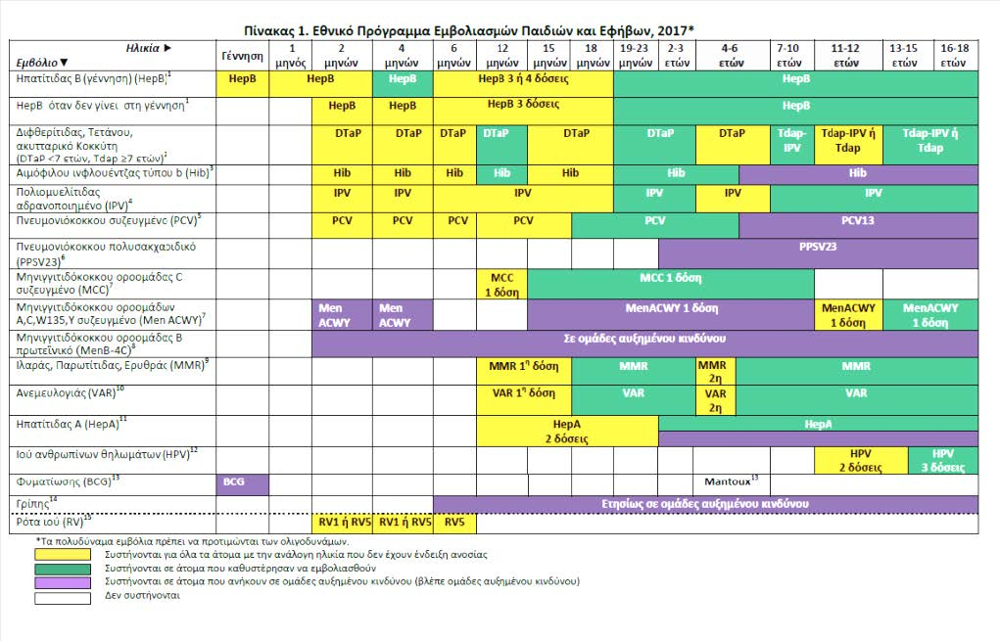 Πίνακας 1. Εθνικό Πρόγραμμα Εμβολιασμών Παιδιών και Εφήβων, 2017*
Ηλικία ►
Εμβόλιο ▼
Γέννηση
1 μηνός
2 μηνών
4 μηνών
6 μηνών
12 μηνών
15 μηνών
18 μηνών
19-23 μηνών
2-3 ετών
4-6 ετών
7-10 ετών
11-12 ετών
13-15 ετών
16-18 ετών
Ηπατίτιδας Β (γέννηση) (HepB)1
HepB
HepB
HepB
HepB 3 ή 4 δόσεις
HepB
HepB όταν δεν γίνει στη γέννηση1
HepB
HepB
HepB 3 δόσεις
HepB
Διφθερίτιδας, Τετάνου,
ακυτταρικό Κοκκύτη
(DTaP <7 ετών, Tdap ≥7 ετών)2
DTaP
DTaP
DTaP
DTaP
DTaP
DTaP
DTaP
Tdap-
IPV
Tdap-IPV ή
Tdap
Tdap-IPV ή
Tdap
Αιμόφιλου ινφλουέντζας τύπου b (Hib)3
Hib
Hib
Hib
Hib
Hib
Hib
Hib
Πολιομυελίτιδας
αδρανοποιημένο (IPV)4
IPV
IPV
IPV
IPV
IPV
IPV
Πνευμονιόκοκκου συζευγμένο (PCV)5
PCV
PCV
PCV
PCV
PCV
PCV13
Πνευμονιόκοκκου πολυσακχαριδικό
(PPSV23)6
PPSV23
Μηνιγγιτιδόκοκκου οροομάδας C
συζευγμένο (MCC)7
MCC
1 δόση
MCC 1 δόση
Μηνιγγιτιδόκοκκου οροομάδων
A,C,W135,Y συζευγμένο (Men ACWY)7
Men
ACWY
Men
ACWY
MenACWY 1 δόση
MenACWY
1 δόση
MenACWY
1 δόση
Μηνιγγιτιδόκοκκου οροομάδας Β
πρωτεϊνικό (MenB-4C)8
Σε ομάδες αυξημένου κινδύνου
Ιλαράς, Παρωτίτιδας, Ερυθράς (MMR)9
MMR 1η δόση
MMR
MMR
2η
MMR
Ανεμευλογιάς (VAR)10
VAR 1η δόση
VAR
VAR
2η
VAR
Ηπατίτιδας Α (HepA)11
HepA
2 δόσεις
HepA
Ιού ανθρωπίνων θηλωμάτων (HPV)12
HPV
2 δόσεις
HPV
3 δόσεις
Φυματίωσης (BCG)13
BCG
Mantoux13
Γρίπης14
Ετησίως σε ομάδες αυξημένου κινδύνου
Ρότα ιού (RV)15
RV1 ή RV5
RV1 ή RV5
RV5
*Τα πολυδύναμα εμβόλια πρέπει να προτιμώνται των ολιγοδυνάμων.
Συστήνονται για όλα τα άτομα με την ανάλογη ηλικία που δεν έχουν ένδειξη ανοσίας
Συστήνονται σε άτομα που καθυστέρησαν να εμβολιασθούν
Συστήνονται σε άτομα που ανήκουν σε ομάδες αυξημένου κινδύνου (βλέπε ομάδες αυξημένου κινδύνου)
Δεν συστήνονται